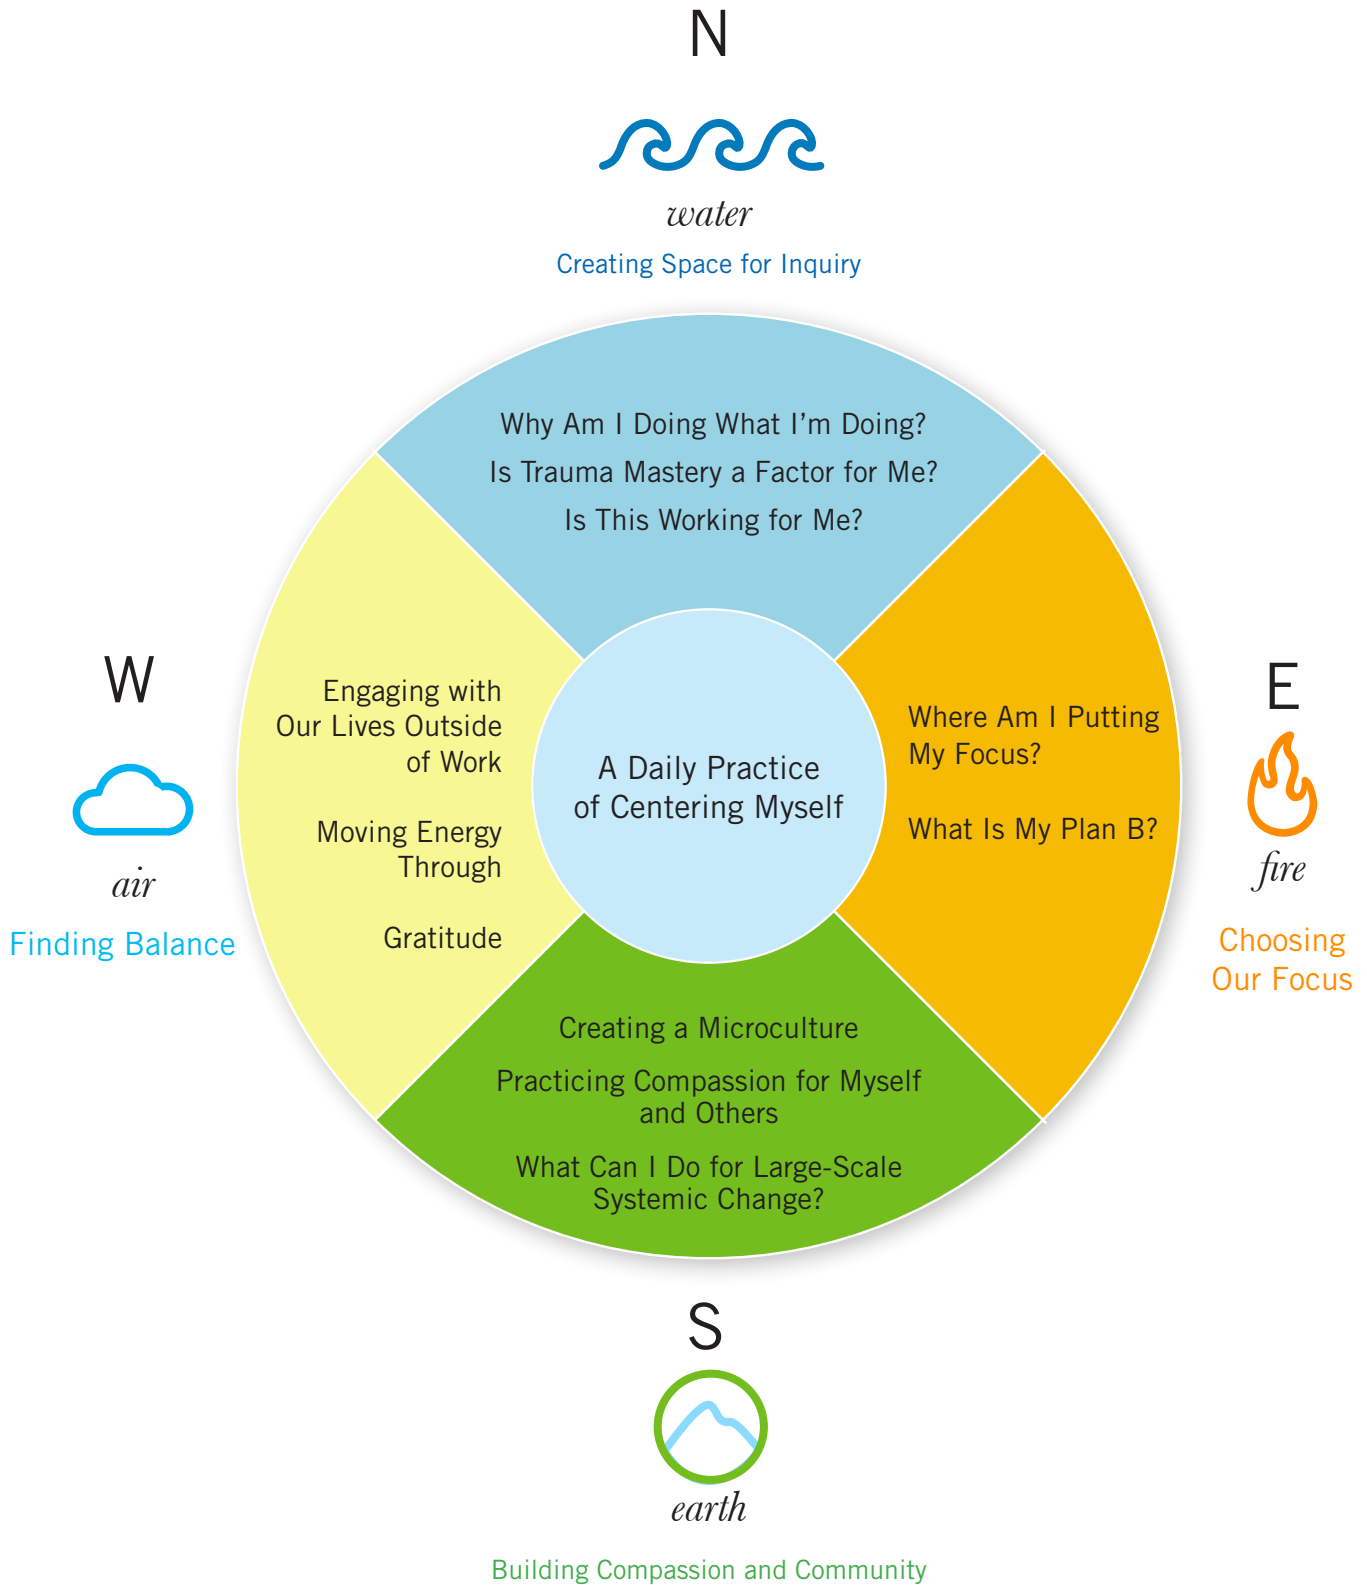 N
water
Creating Space for Inquiry
Why Am I Doing What I’m Doing?
Is Trauma Mastery a Factor for Me?
Is This Working for Me?
W
air
Finding Balance
Engaging with
Our Lives Outside
of Work
Moving Energy
Through
Gratitude
A Daily Practice
of Centering Myself
Where Am I Putting
My Focus?
What Is My Plan B?
E
fire
Choosing
Our Focus
Creating a Microculture
Practicing Compassion for Myself
and Others
What Can I Do for Large-Scale
Systemic Change?
S
earth
Building Compassion and Community